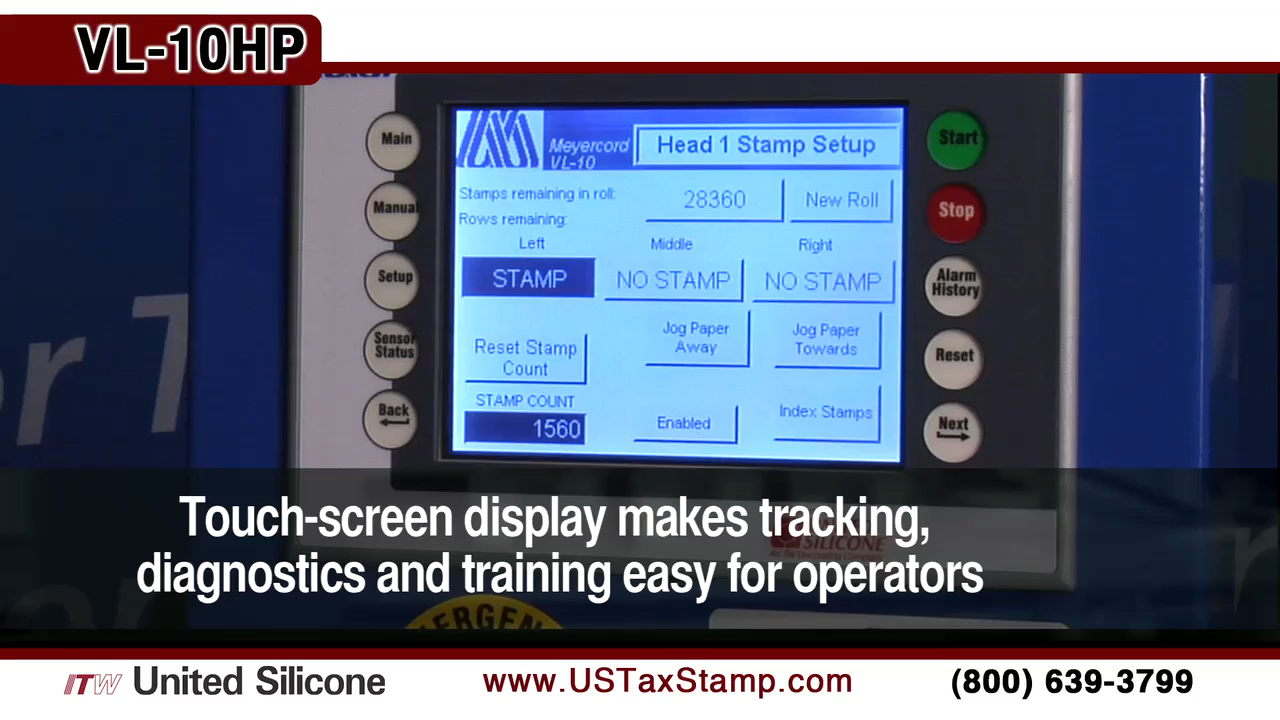 VL-10HP
Main
Manual
Setup
Sensor
Status
Back
Meyercord
VL-10
Head 1 Stamp Setup
Stamps remaining in roll:
28360
New Roll
Rows remaining:
Left
Middle
Right
STAMP
NO STAMP
NO STAMP
Reset Stamp
Count
Jog Paper
Away
Jog Paper
Towards
STAMP COUNT
1560
Enabled
Index Stamps
Start
Stop
Alarm
History
Reset
Next
SILICONE
Touch-screen display makes tracking,
diagnostics and training easy for operators
ITW United Silicone
www.USTaxStamp.com
(800) 639-3799